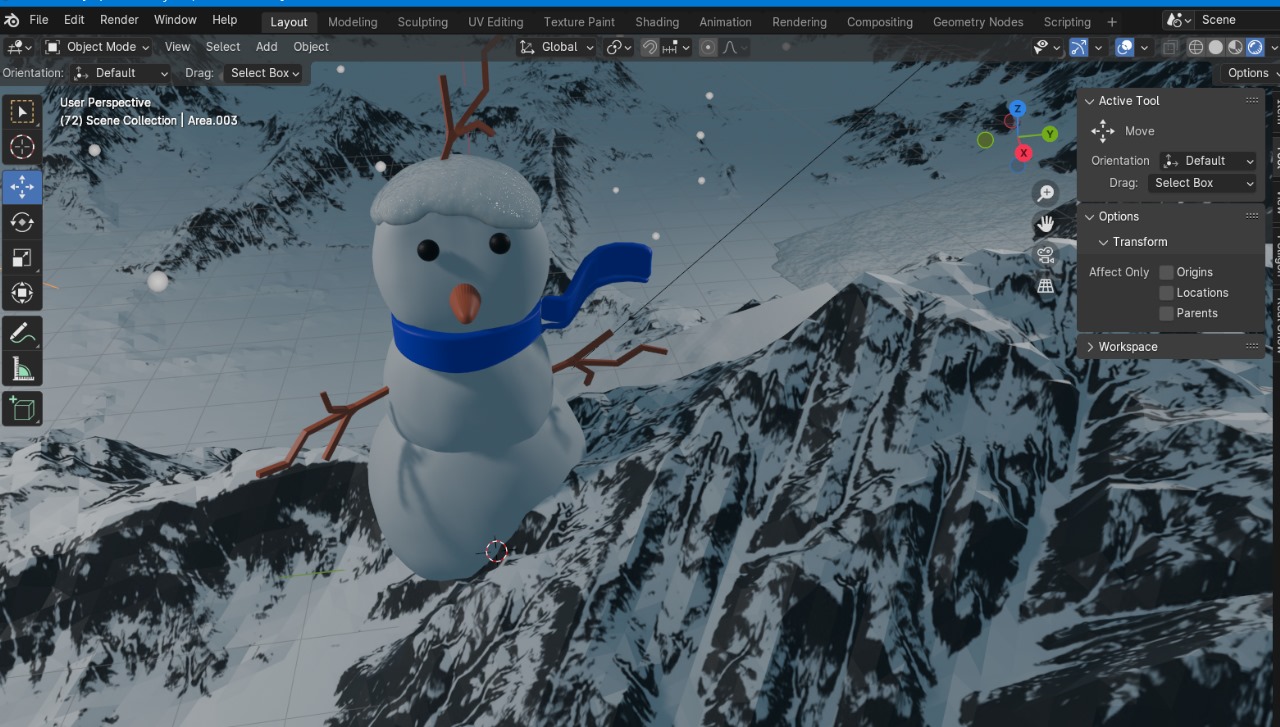 File Edit Render Window Help Layout Modeling Sculpting UV Editing Texture Paint Shading Animation Rendering Compositing Geometry Nodes Scripting + Scene
Object Mode View Select Add Object Global
Orientation: Default Drag: Select Box Options
User Perspective
(72) Scene Collection | Area.003
Z
Y
X
Active Tool
Move
Orientation Default
Drag: Select Box
Options
Transform
Affect Only Origins
Locations
Parents
Workspace